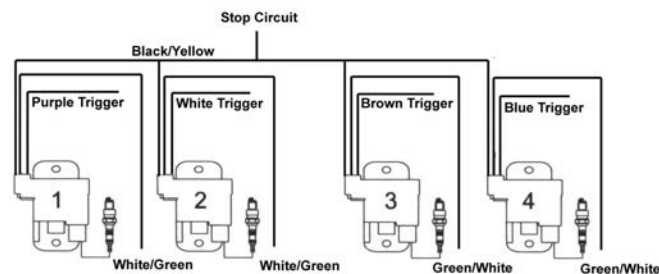 Stop Circuit
Black/Yellow
Purple Trigger
White Trigger
Brown Trigger
Blue Trigger
1
2
3
4
White/Green
White/Green
Green/White
Green/White